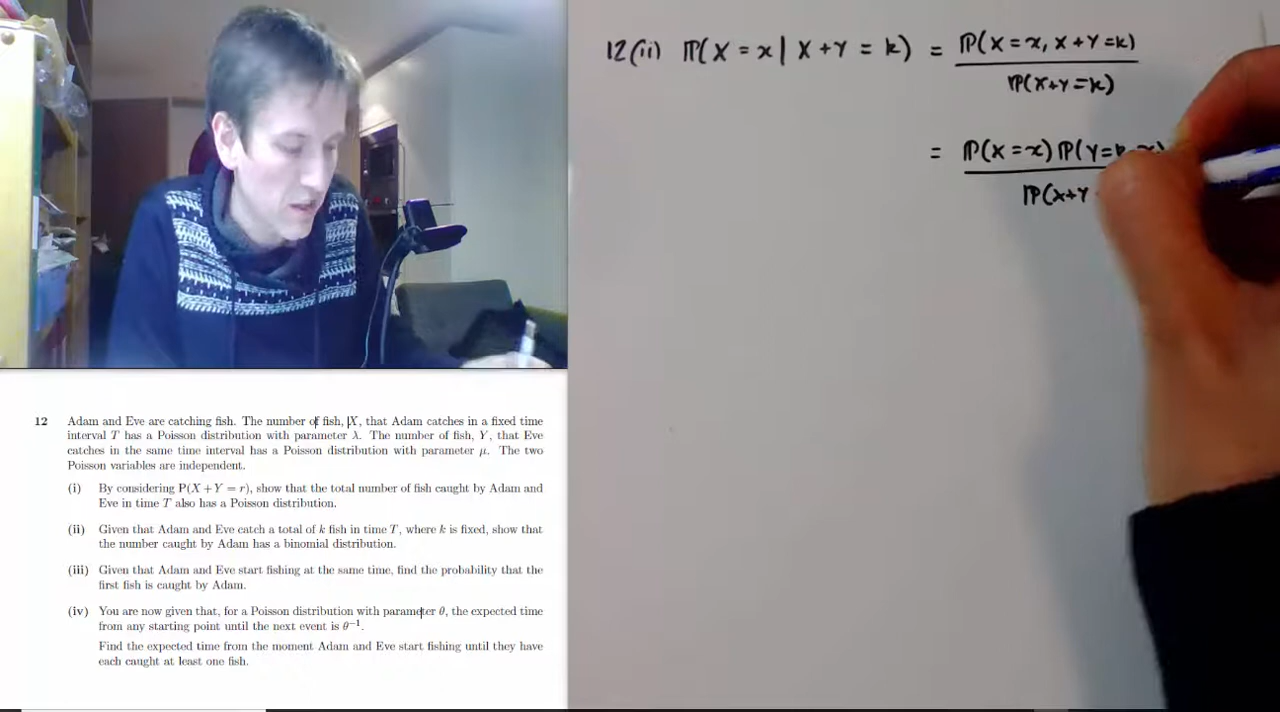 12(ii) ℙ(X = x | X+Y = k) = ℙ(X = x, X+Y = k)
ℙ(X+Y = k)
= ℙ(X = x) ℙ(Y = k-x)
ℙ(X+Y
12 Adam and Eve are catching fish. The number of fish, X, that Adam catches in a fixed time
interval T has a Poisson distribution with parameter λ. The number of fish, Y, that Eve
catches in the same time interval has a Poisson distribution with parameter μ. The two
Poisson variables are independent.
(i) By considering P(X + Y = r), show that the total number of fish caught by Adam and
Eve in time T also has a Poisson distribution.
(ii) Given that Adam and Eve catch a total of k fish in time T, where k is fixed, show that
the number caught by Adam has a binomial distribution.
(iii) Given that Adam and Eve start fishing at the same time, find the probability that the
first fish is caught by Adam.
(iv) You are now given that, for a Poisson distribution with parameter θ, the expected time
from any starting point until the next event is θ⁻¹.
Find the expected time from the moment Adam and Eve start fishing until they have
each caught at least one fish.